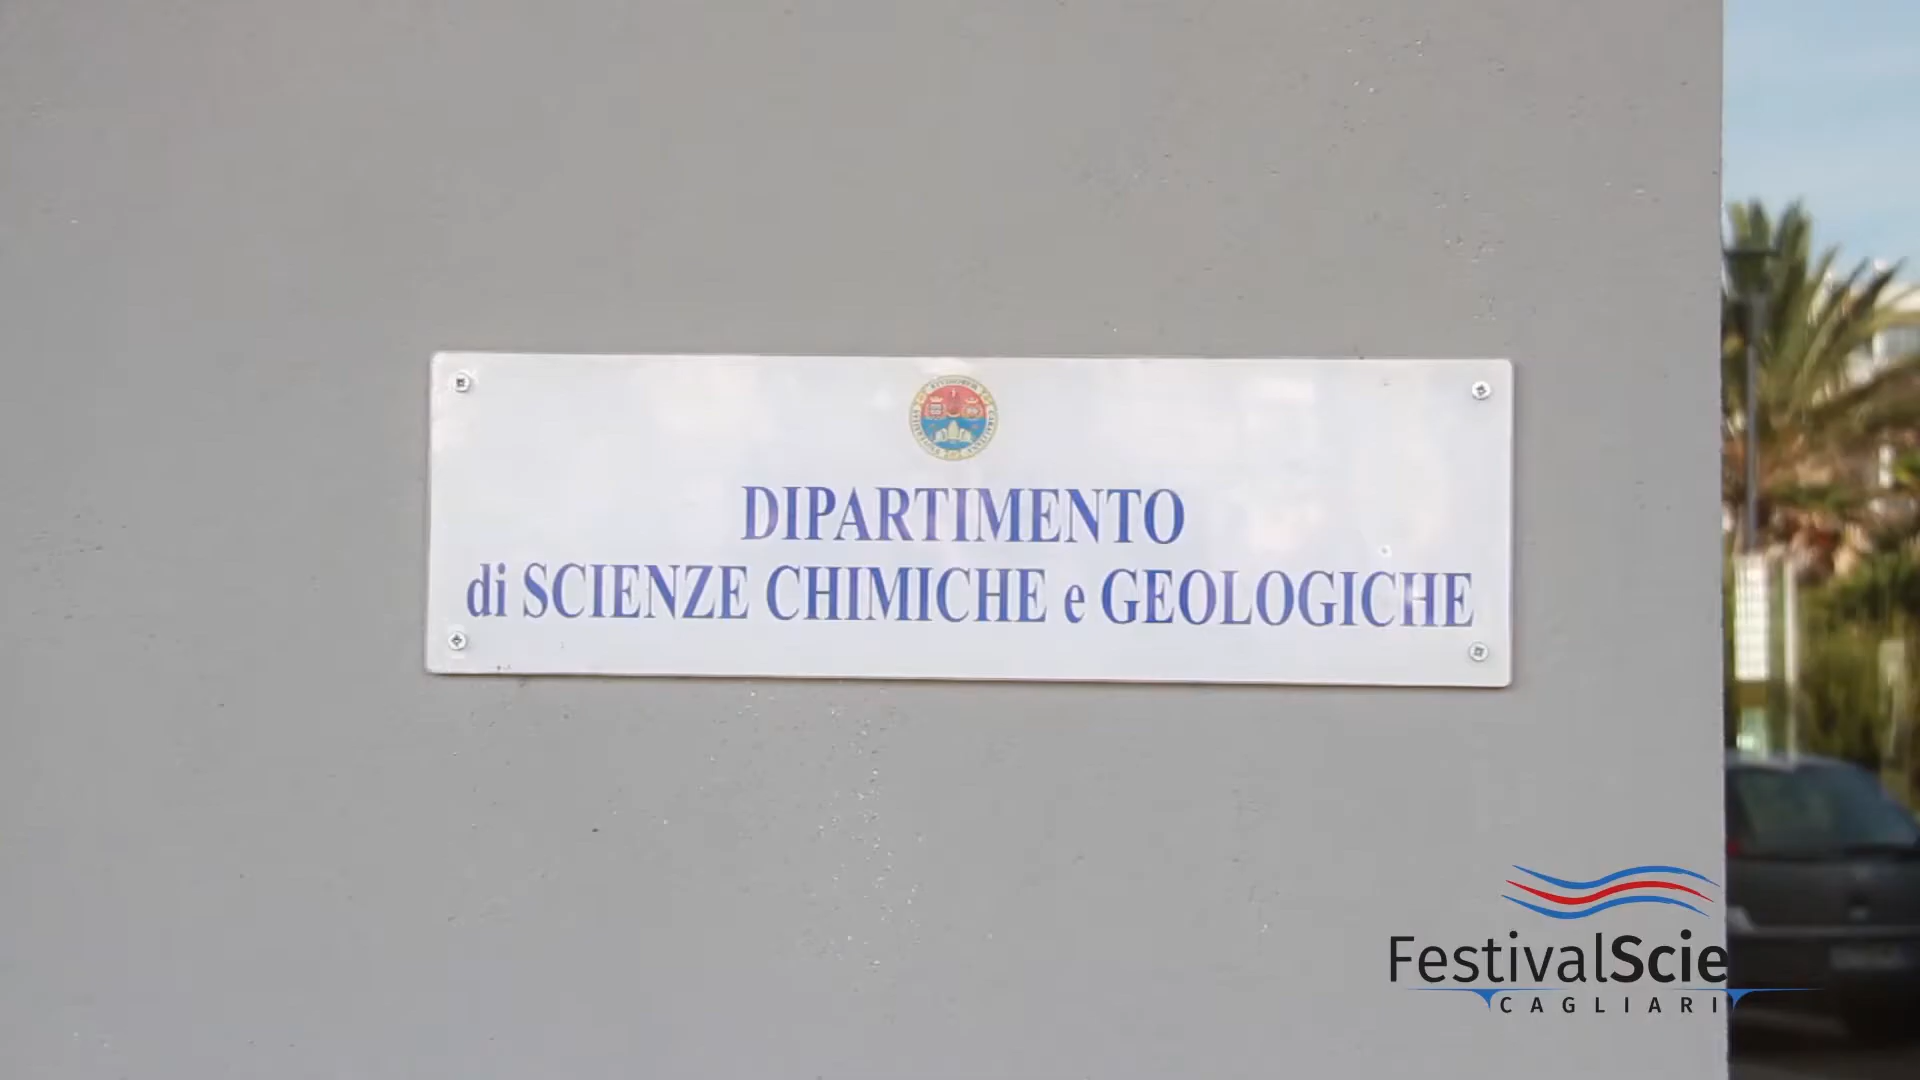 DIPARTIMENTO
di SCIENZE CHIMICHE e GEOLOGICHE
FestivalScie
CAGLIARI